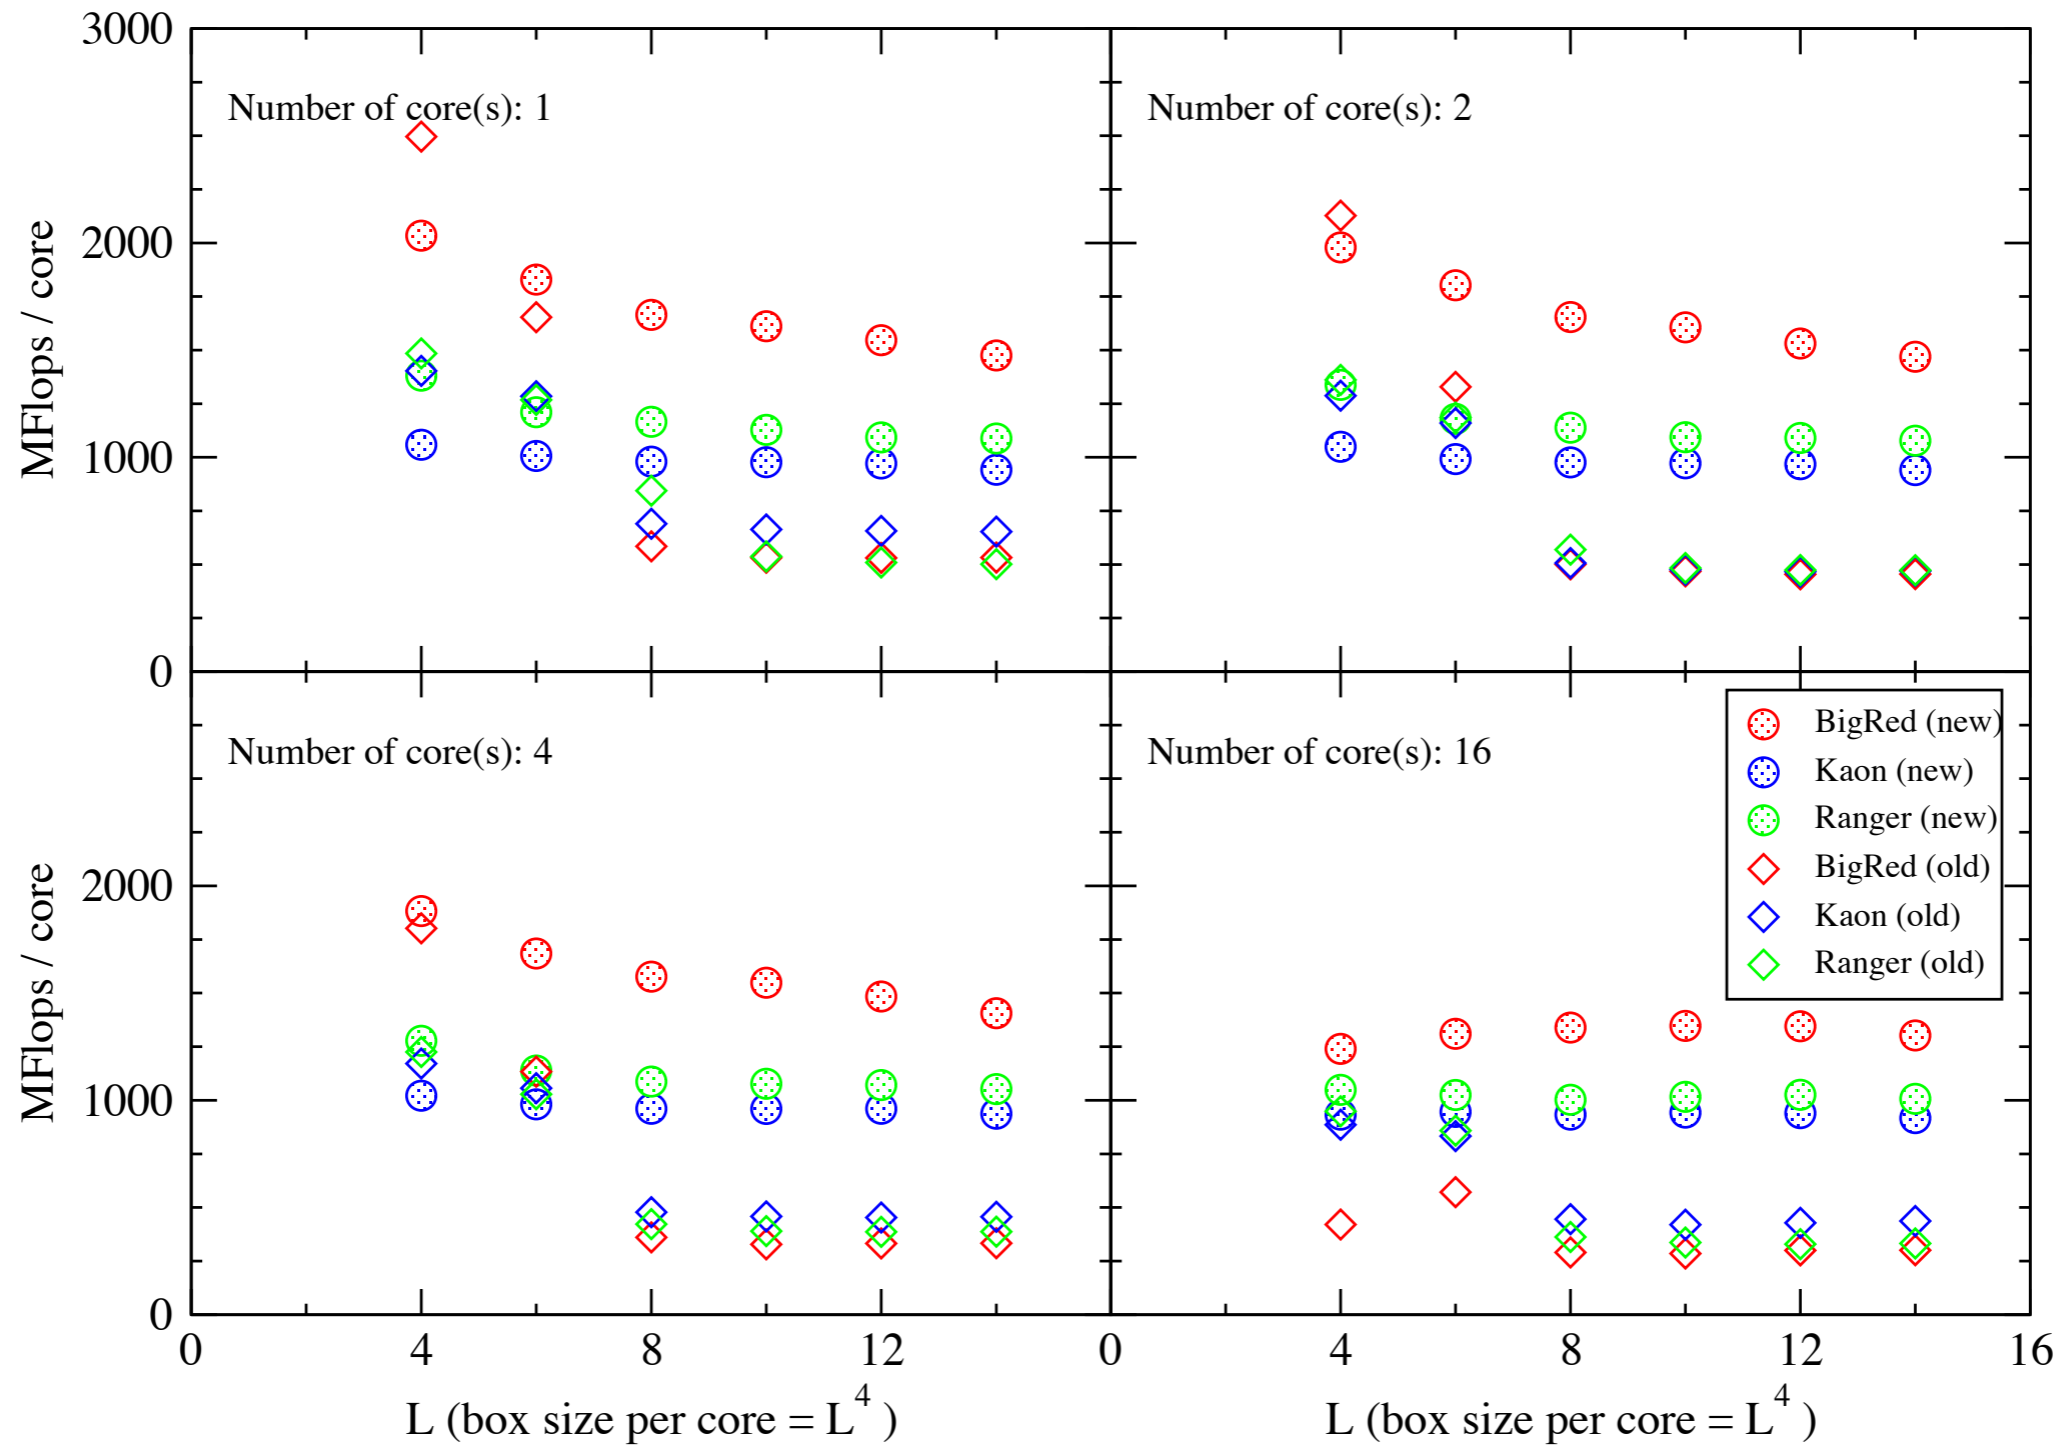 3000
Number of core(s): 1
Number of core(s): 2
2000
MFlops / core
1000
0
BigRed (new)
Number of core(s): 4
Number of core(s): 16
Kaon (new)
Ranger (new)
2000
BigRed (old)
MFlops / core
Kaon (old)
Ranger (old)
1000
0
0 4 8 12 0 4 8 12 16
L (box size per core = L⁴ )
L (box size per core = L⁴ )